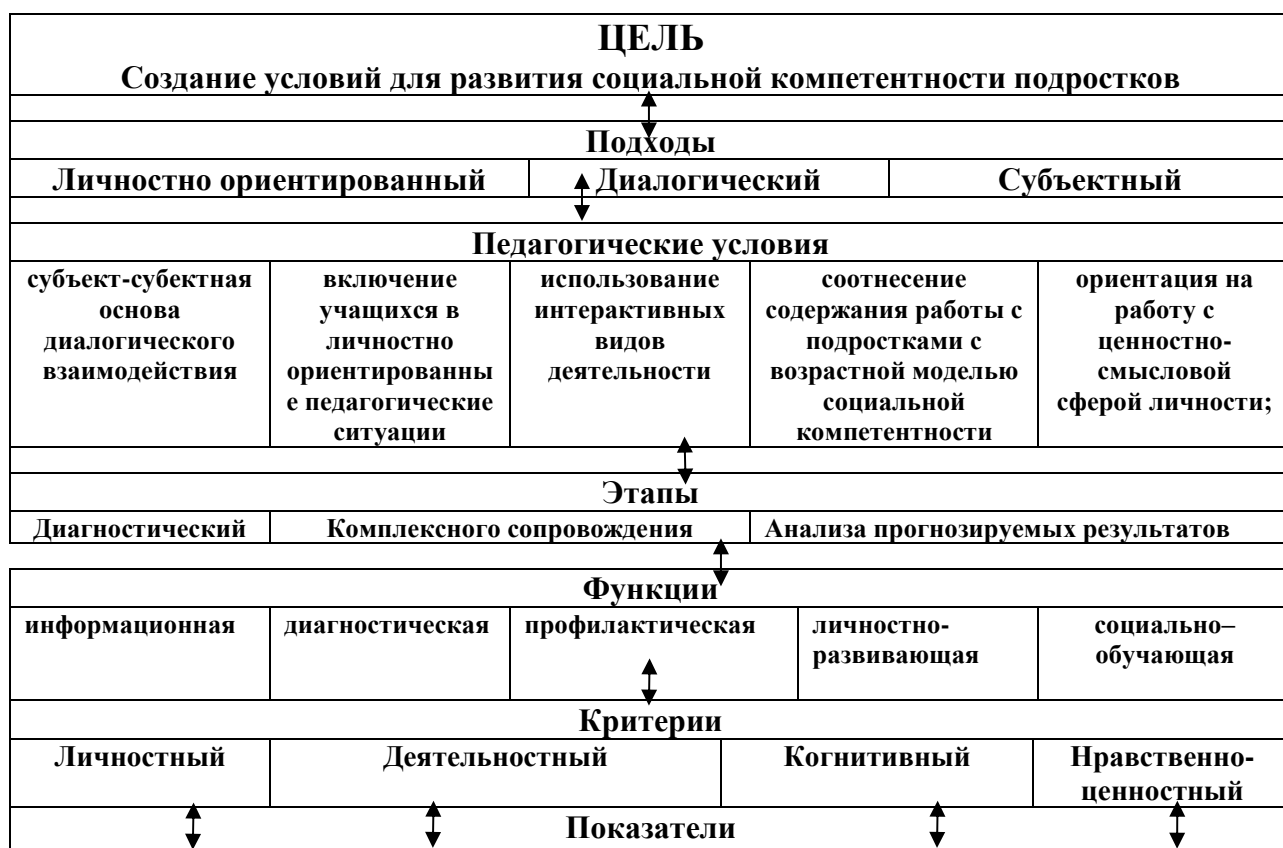 ЦЕЛЬ
Создание условий для развития социальной компетентности подростков
Подходы
Личностно ориентированный
Диалогический
Субъектный
Педагогические условия
субъект-субектная
основа
диалогического
взаимодействия
включение
учащихся в
личностно
ориентированны
е педагогические
ситуации
использование
интерактивных
видов
деятельности
соотнесение
содержания работы с
подростками с
возрастной моделью
социальной
компетентности
ориентация на
работу с
ценностно-
смысловой
сферой личности;
Этапы
Диагностический
Комплексного сопровождения
Анализа прогнозируемых результатов
Функции
информационная
диагностическая
профилактическая
личностно-
развивающая
социально–
обучающая
Критерии
Личностный
Деятельностный
Когнитивный
Нравственно-
ценностный
Показатели